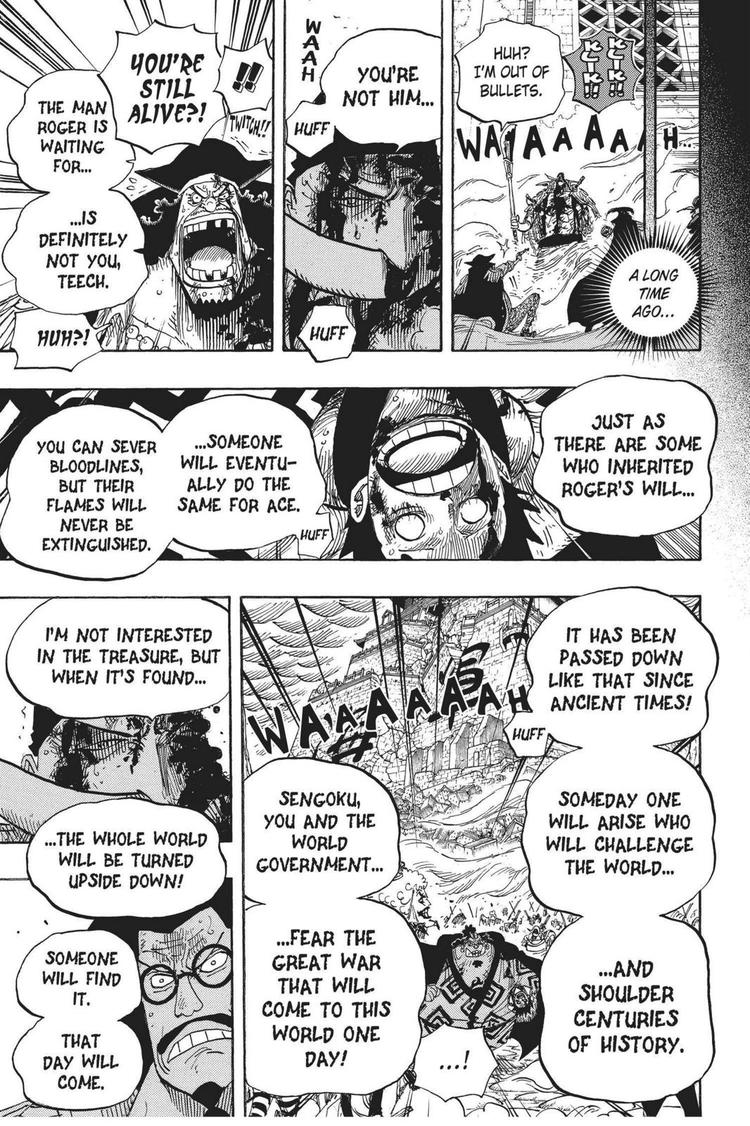 HUH?
I'M OUT OF
BULLETS.
KLIK!!
KLIK!!
WAAAAAAH...
A LONG
TIME
AGO...
WAAH
YOU'RE
NOT HIM...
HUFF
HUFF
!!
YOU'RE
STILL
ALIVE?!
TWITCH!!
THE MAN
ROGER IS
WAITING
FOR...
...IS
DEFINITELY
NOT YOU,
TEECH.
HUH?!
JUST AS
THERE ARE SOME
WHO INHERITED
ROGER'S WILL...
...SOMEONE
WILL EVENTU-
ALLY DO THE
SAME FOR ACE.
HUFF
YOU CAN SEVER
BLOODLINES,
BUT THEIR
FLAMES WILL
NEVER BE
EXTINGUISHED.
IT HAS BEEN
PASSED DOWN
LIKE THAT SINCE
ANCIENT TIMES!
HUFF
WAAAAAAH
SOMEDAY ONE
WILL ARISE WHO
WILL CHALLENGE
THE WORLD...
...AND
SHOULDER
CENTURIES
OF HISTORY.
SENGOKU,
YOU AND THE
WORLD
GOVERNMENT...
...FEAR THE
GREAT WAR
THAT WILL
COME TO THIS
WORLD ONE
DAY!
...!
I'M NOT INTERESTED
IN THE TREASURE, BUT
WHEN IT'S FOUND...
...THE WHOLE WORLD
WILL BE TURNED
UPSIDE DOWN!
SOMEONE
WILL FIND
IT.
THAT
DAY WILL
COME.